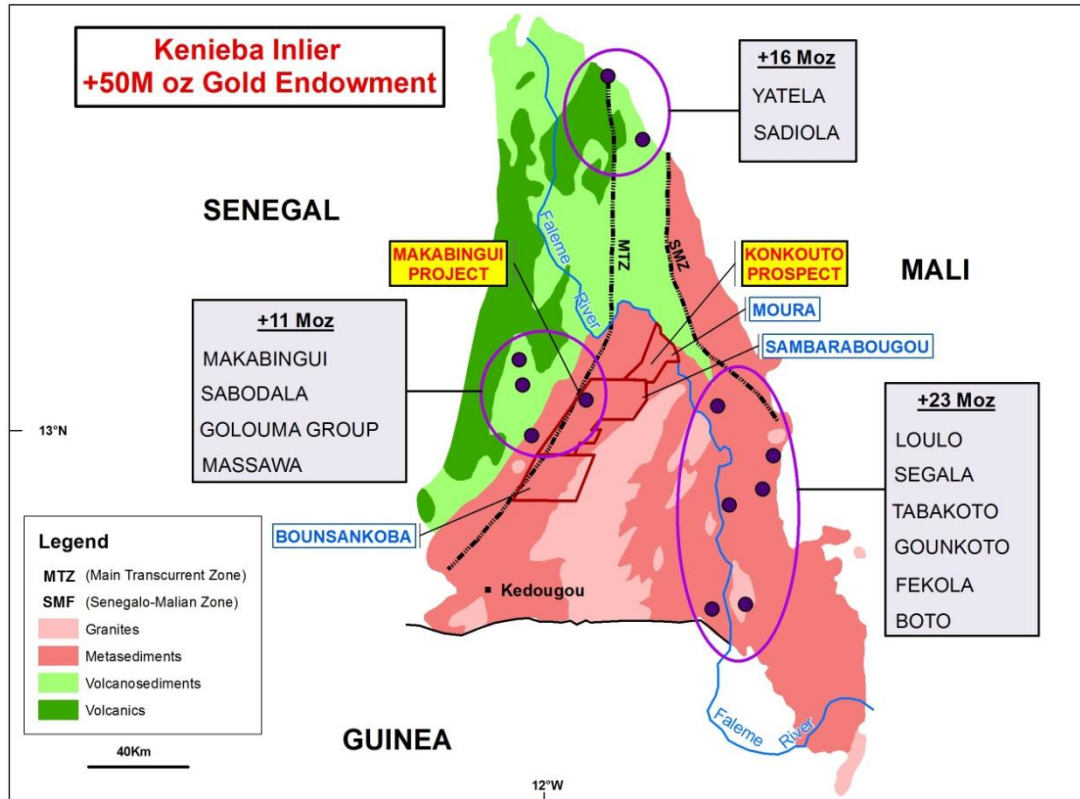 Kenieba Inlier
+50M oz Gold Endowment
+16 Moz
YATELA
SADIOLA
SENEGAL
Faleme
River
MTZ
SMZ
MAKABINGUI
PROJECT
KONKOUTO
PROSPECT
MALI
MOURA
SAMBARABOUGOU
+11 Moz
MAKABINGUI
SABODALA
GOLOUMA GROUP
MASSAWA
+23 Moz
LOULO
SEGALA
TABAKOTO
GOUNKOTO
FEKOLA
BOTO
13°N
BOUNSANKOBA
Kedougou
Legend
MTZ (Main Transcurrent Zone)
SMF (Senegalo-Malian Zone)
Granites
Metasediments
Volcanosediments
Volcanics
40Km
GUINEA
Faleme River
12°W